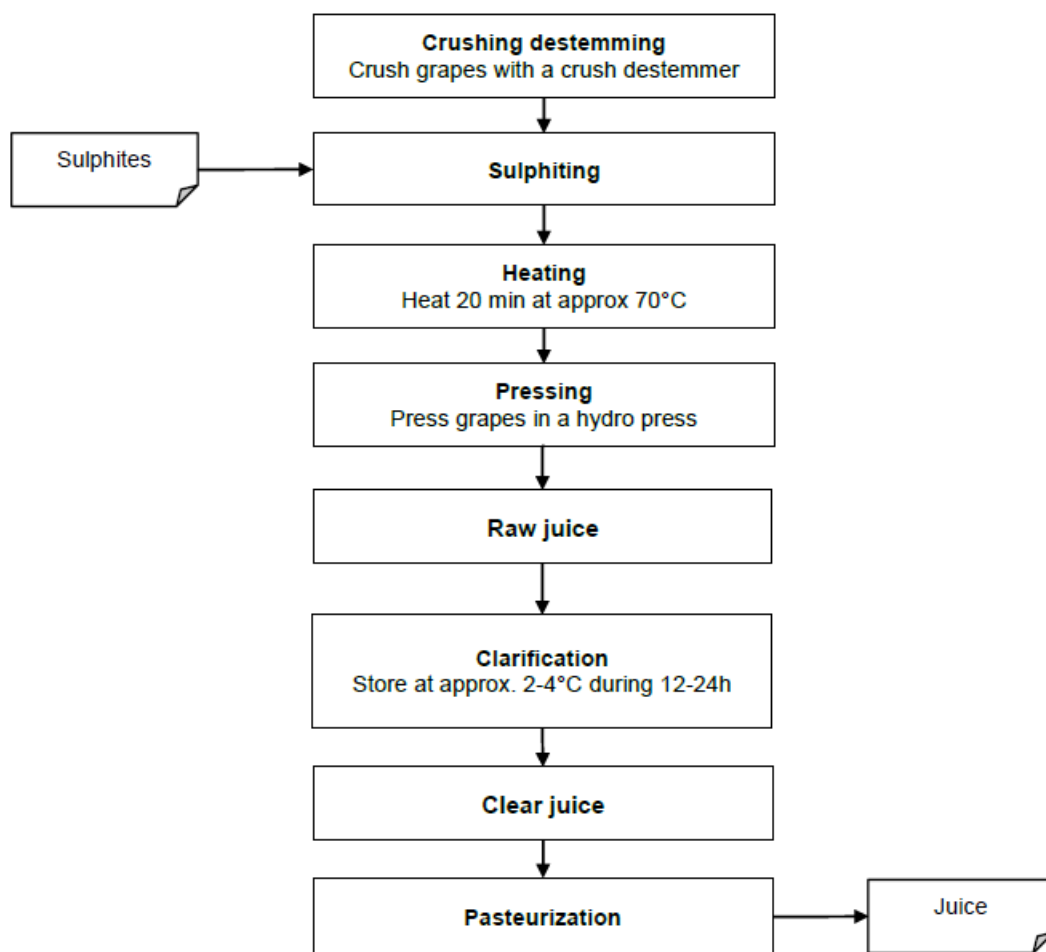 Crushing destemming
Crush grapes with a crush destemmer
Sulphites
Sulphiting
Heating
Heat 20 min at approx 70°C
Pressing
Press grapes in a hydro press
Raw juice
Clarification
Store at approx. 2-4°C during 12-24h
Clear juice
Pasteurization
Juice